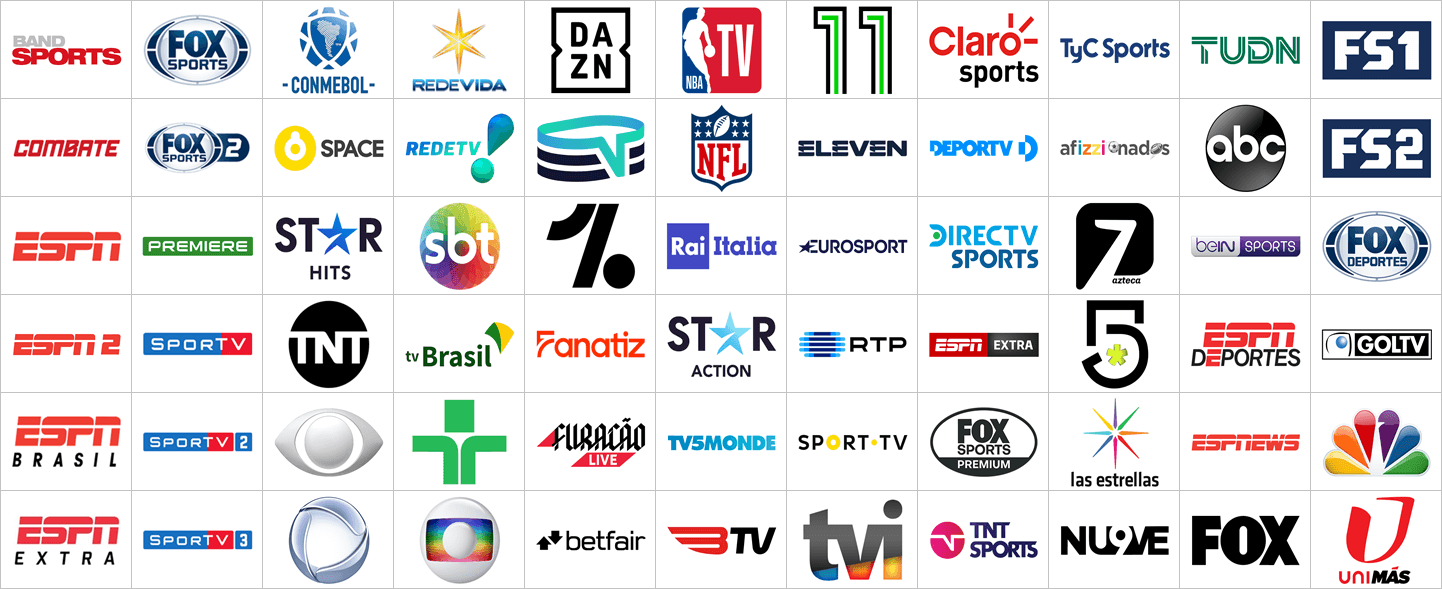 BAND
SPORTS
FOX
SPORTS
-CONMEBOL-
REDEVIDA
DA
ZN
NBA
TV
11
Claro
sports
TyC Sports
TUDN
FS1
COMBATE
FOX
SPORTS 2
6 SPACE
REDETV!
NFL
ELEVEN
DEPORTV D
afizzionados
abc
FS2
ESPN
PREMIERE
STAR
HITS
sbt
1.
Rai Italia
EUROSPORT
DIRECTV
SPORTS
7
azteca
beIN SPORTS
FOX
DEPORTES
ESPN 2
SPORTV
TNT
tv Brasil
Fanatiz
STAR
ACTION
RTP
ESPN EXTRA
5*
ESPN
DEPORTES
GOLTV
ESPN
BRASIL
SPORTV 2
FURACÃO
LIVE
TV5MONDE
SPORT•TV
FOX
SPORTS
PREMIUM
las estrellas
ESPNEWS
ESPN
EXTRA
SPORTV 3
betfair
BTV
tvi
TNT
SPORTS
NU9VE
FOX
U
UNIMÁS